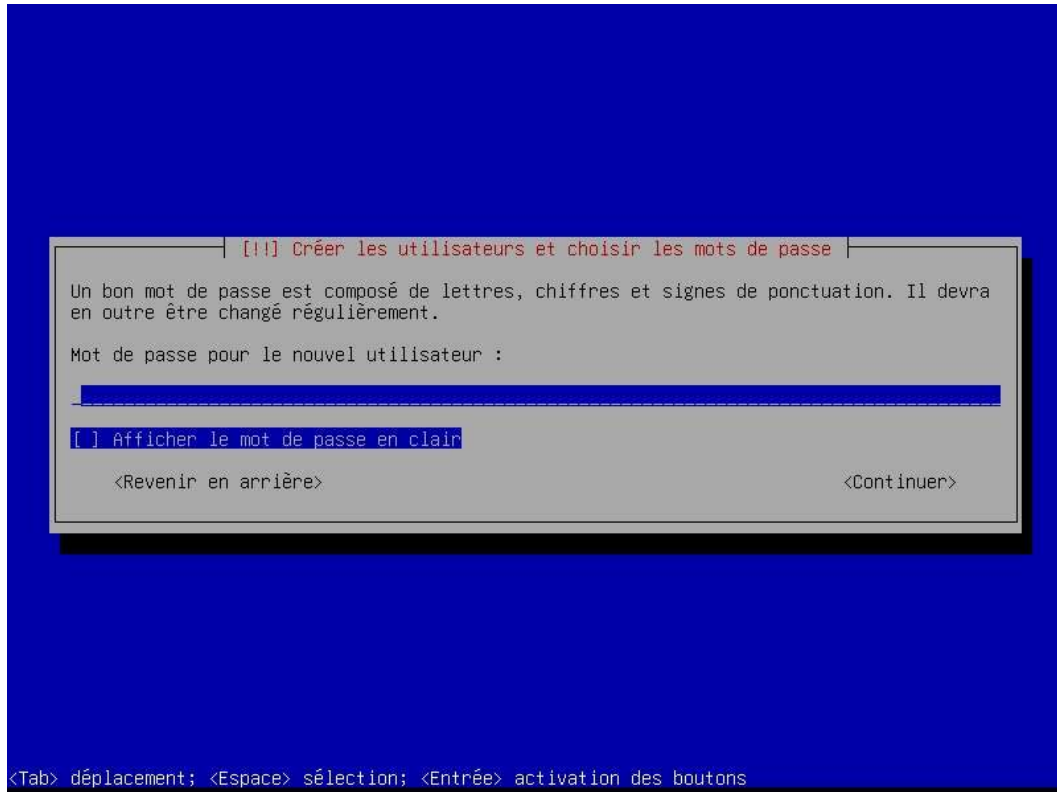 [!!] Créer les utilisateurs et choisir les mots de passe
Un bon mot de passe est composé de lettres, chiffres et signes de ponctuation. Il devra
en outre être changé régulièrement.
Mot de passe pour le nouvel utilisateur :
[ ] Afficher le mot de passe en clair
<Revenir en arrière> <Continuer>
<Tab> déplacement; <Espace> sélection; <Entrée> activation des boutons